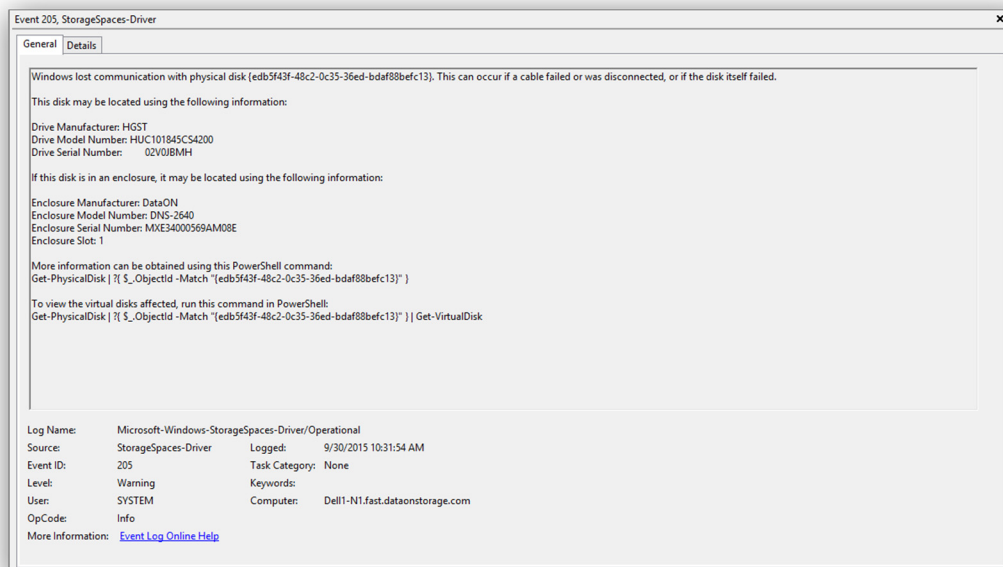 Event 205, StorageSpaces-Driver
General Details
Windows lost communication with physical disk {edb5f43f-48c2-0c35-36ed-bdaf88befc13}. This can occur if a cable failed or was disconnected, or if the disk itself failed.
This disk may be located using the following information:
Drive Manufacturer: HGST
Drive Model Number: HUC101845CS4200
Drive Serial Number: 02V0JBMH
If this disk is in an enclosure, it may be located using the following information:
Enclosure Manufacturer: DataON
Enclosure Model Number: DNS-2640
Enclosure Serial Number: MXE34000569AM08E
Enclosure Slot: 1
More information can be obtained using this PowerShell command:
Get-PhysicalDisk | ?{ $_.ObjectId -Match "{edb5f43f-48c2-0c35-36ed-bdaf88befc13}" }
To view the virtual disks affected, run this command in PowerShell:
Get-PhysicalDisk | ?{ $_.ObjectId -Match "{edb5f43f-48c2-0c35-36ed-bdaf88befc13}" } | Get-VirtualDisk
Log Name: Microsoft-Windows-StorageSpaces-Driver/Operational
Source: StorageSpaces-Driver Logged: 9/30/2015 10:31:54 AM
Event ID: 205 Task Category: None
Level: Warning Keywords:
User: SYSTEM Computer: Dell1-N1.fast.dataonstorage.com
OpCode: Info
More Information: Event Log Online Help